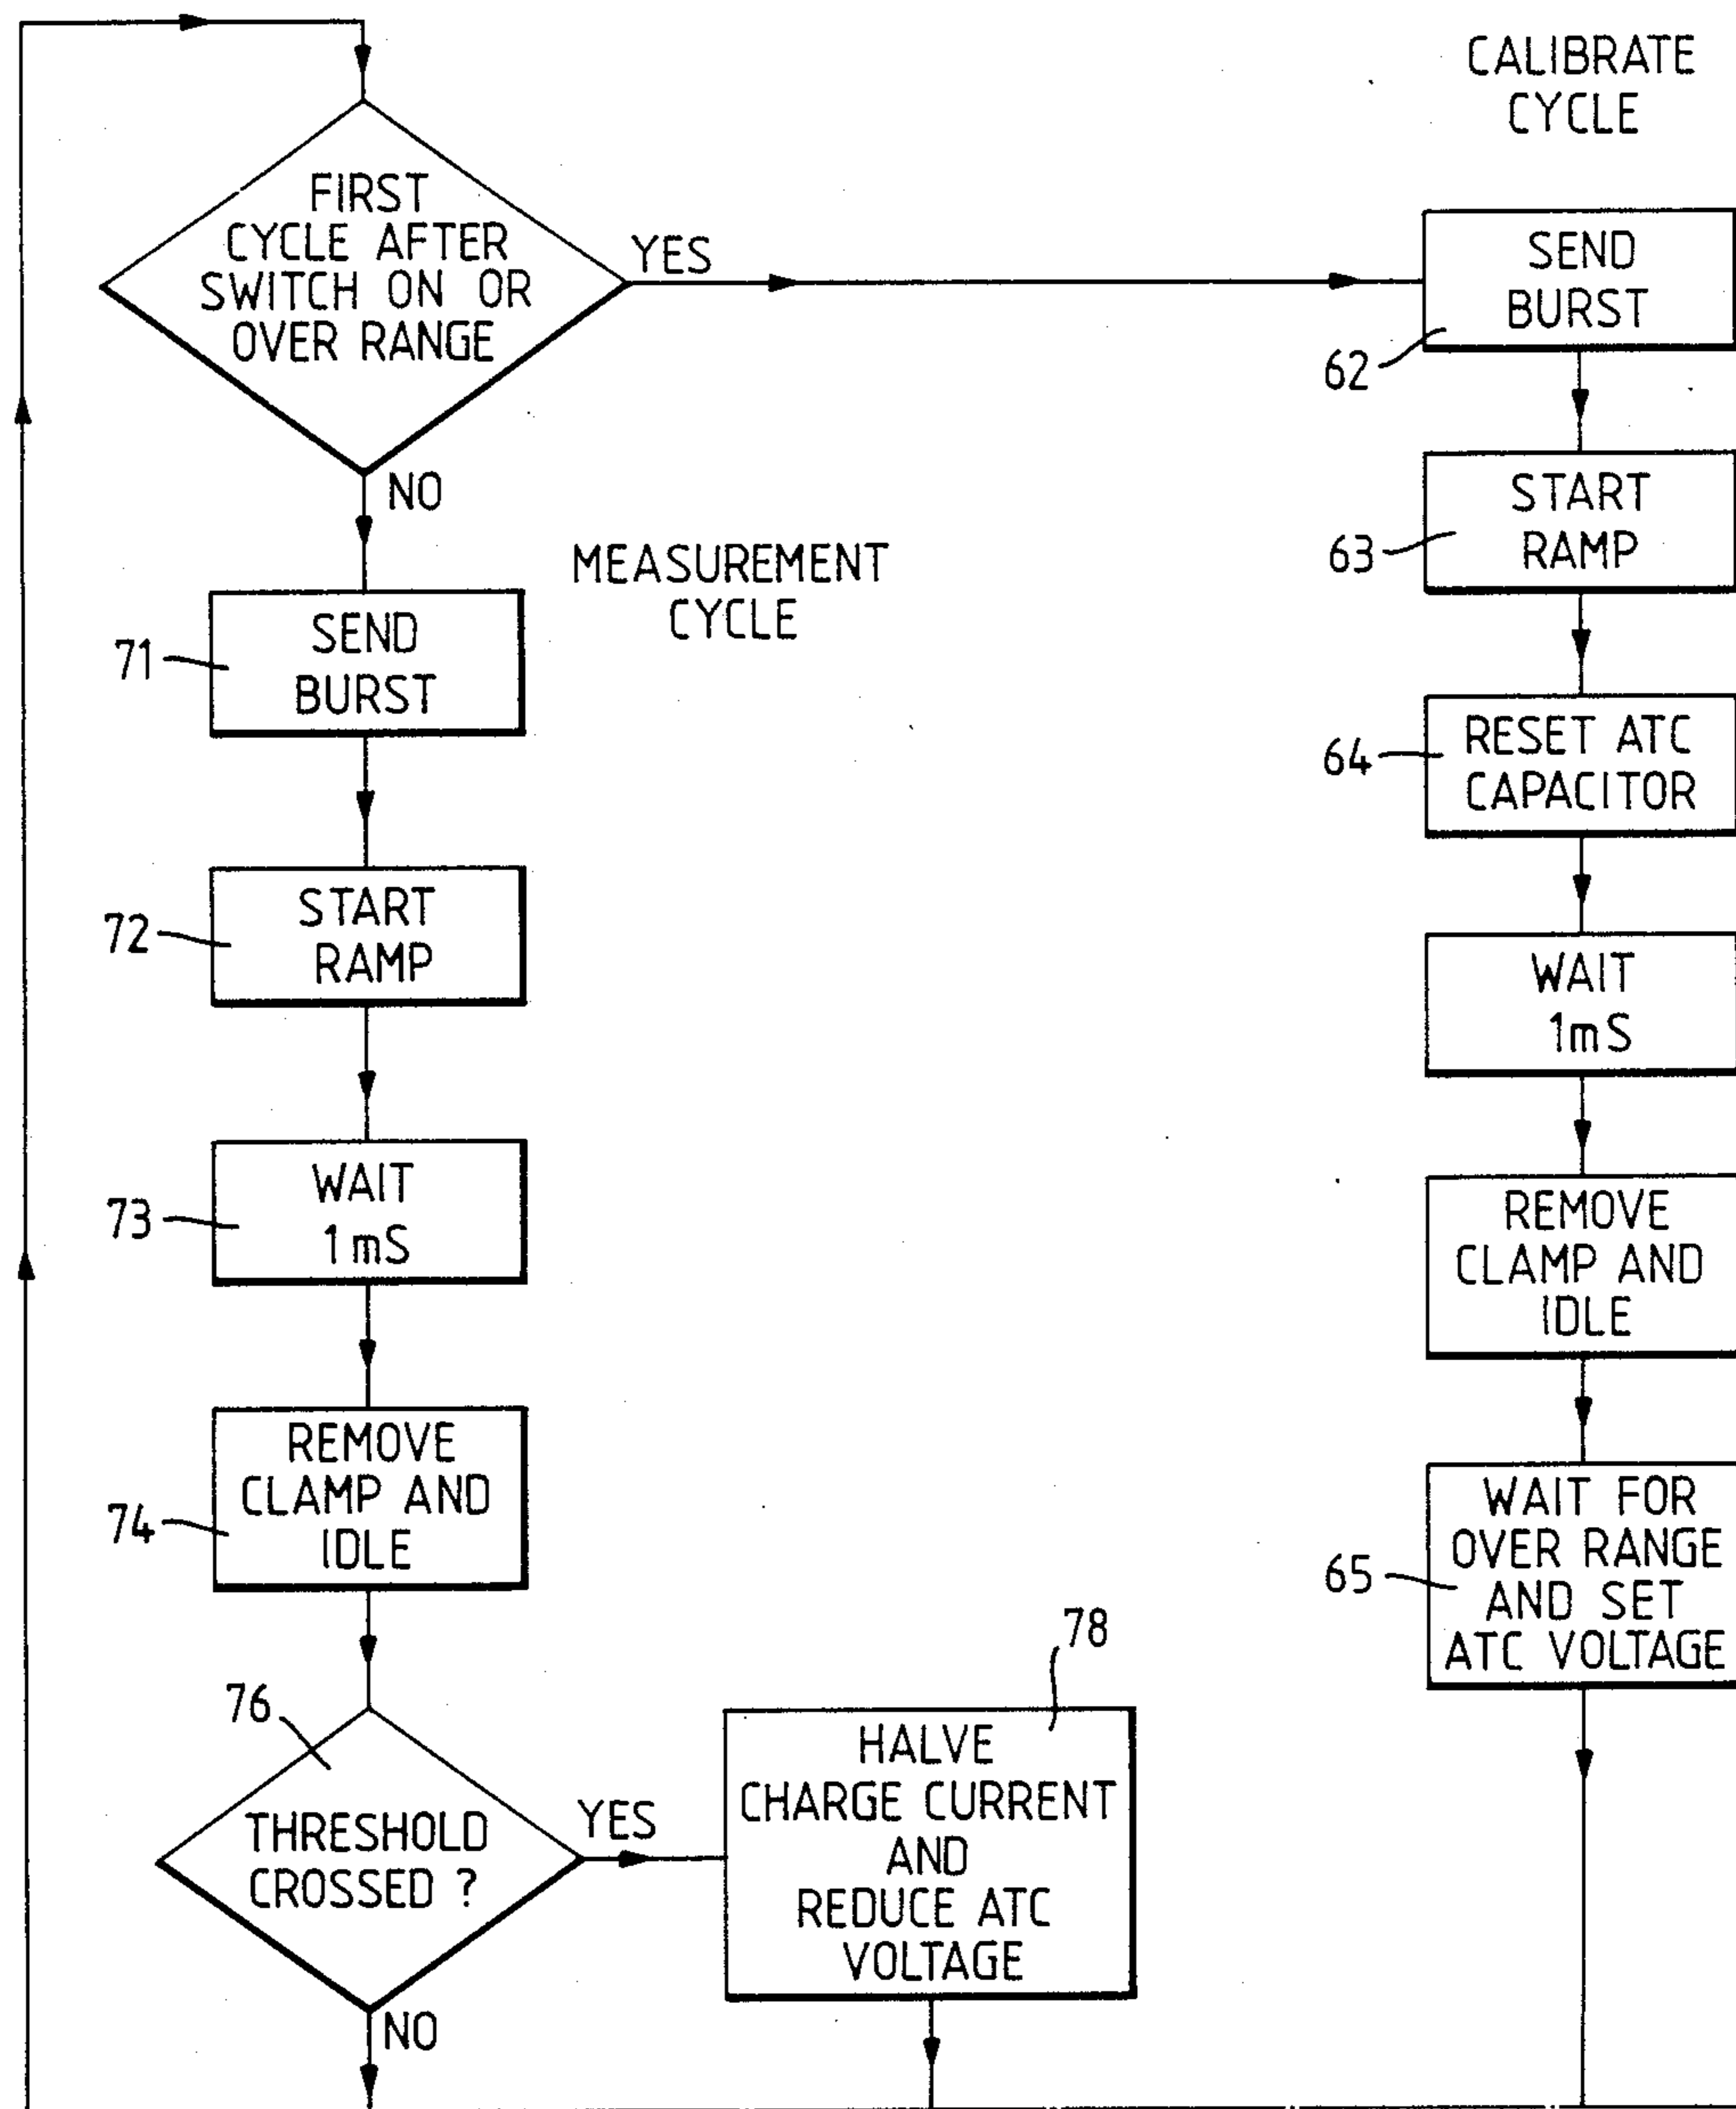 CALIBRATE
CYCLE
FIRST
CYCLE AFTER
SWITCH ON OR
OVER RANGE
YES
NO
SEND
BURST
62
START
RAMP
63
RESET ATC
CAPACITOR
64
WAIT
1mS
REMOVE
CLAMP AND
IDLE
WAIT FOR
OVER RANGE
AND SET
ATC VOLTAGE
65
MEASUREMENT
CYCLE
SEND
BURST
71
START
RAMP
72
WAIT
1mS
73
REMOVE
CLAMP AND
IDLE
74
76
THRESHOLD
CROSSED ?
YES
NO
78
HALVE
CHARGE CURRENT
AND
REDUCE ATC
VOLTAGE